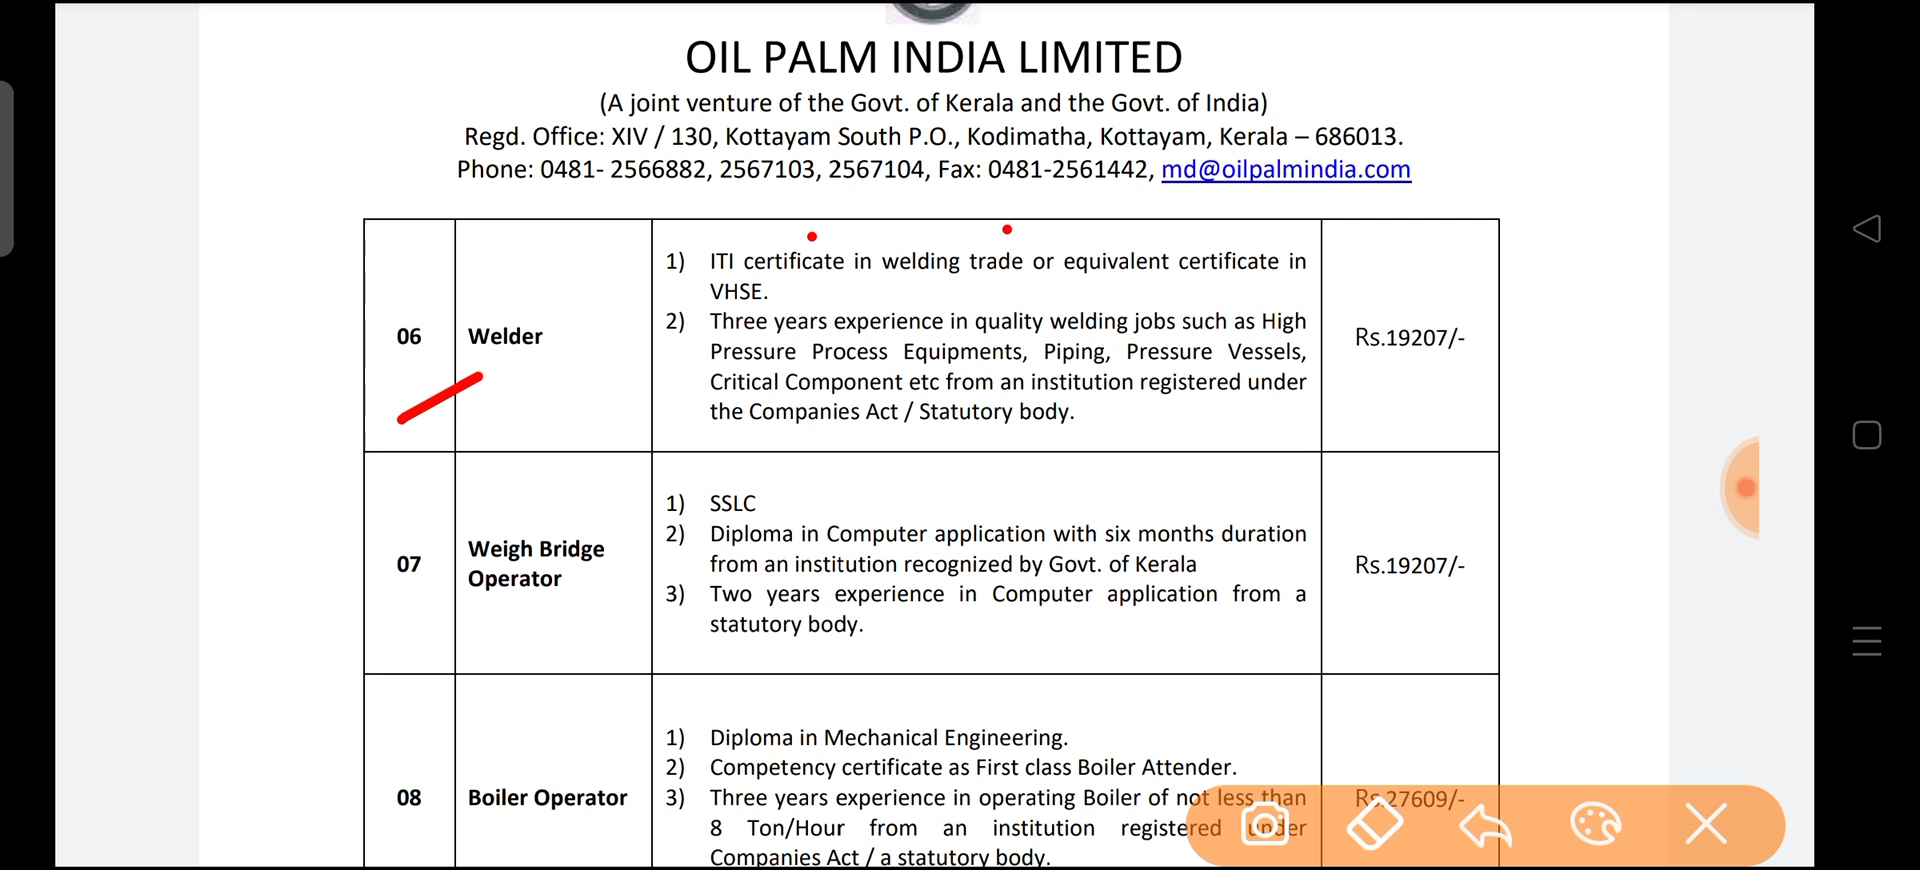 OIL PALM INDIA LIMITED
(A joint venture of the Govt. of Kerala and the Govt. of India)
Regd. Office: XIV / 130, Kottayam South P.O., Kodimatha, Kottayam, Kerala – 686013.
Phone: 0481- 2566882, 2567103, 2567104, Fax: 0481-2561442, md@oilpalmindia.com
06
Welder
1) ITI certificate in welding trade or equivalent certificate in
VHSE.
2) Three years experience in quality welding jobs such as High
Pressure Process Equipments, Piping, Pressure Vessels,
Critical Component etc from an institution registered under
the Companies Act / Statutory body.
Rs.19207/-
07
Weigh Bridge
Operator
1) SSLC
2) Diploma in Computer application with six months duration
from an institution recognized by Govt. of Kerala
3) Two years experience in Computer application from a
statutory body.
Rs.19207/-
08
Boiler Operator
1) Diploma in Mechanical Engineering.
2) Competency certificate as First class Boiler Attender.
3) Three years experience in operating Boiler of not less than
8 Ton/Hour from an institution registered under
Companies Act / a statutory body.
Rs.27609/-